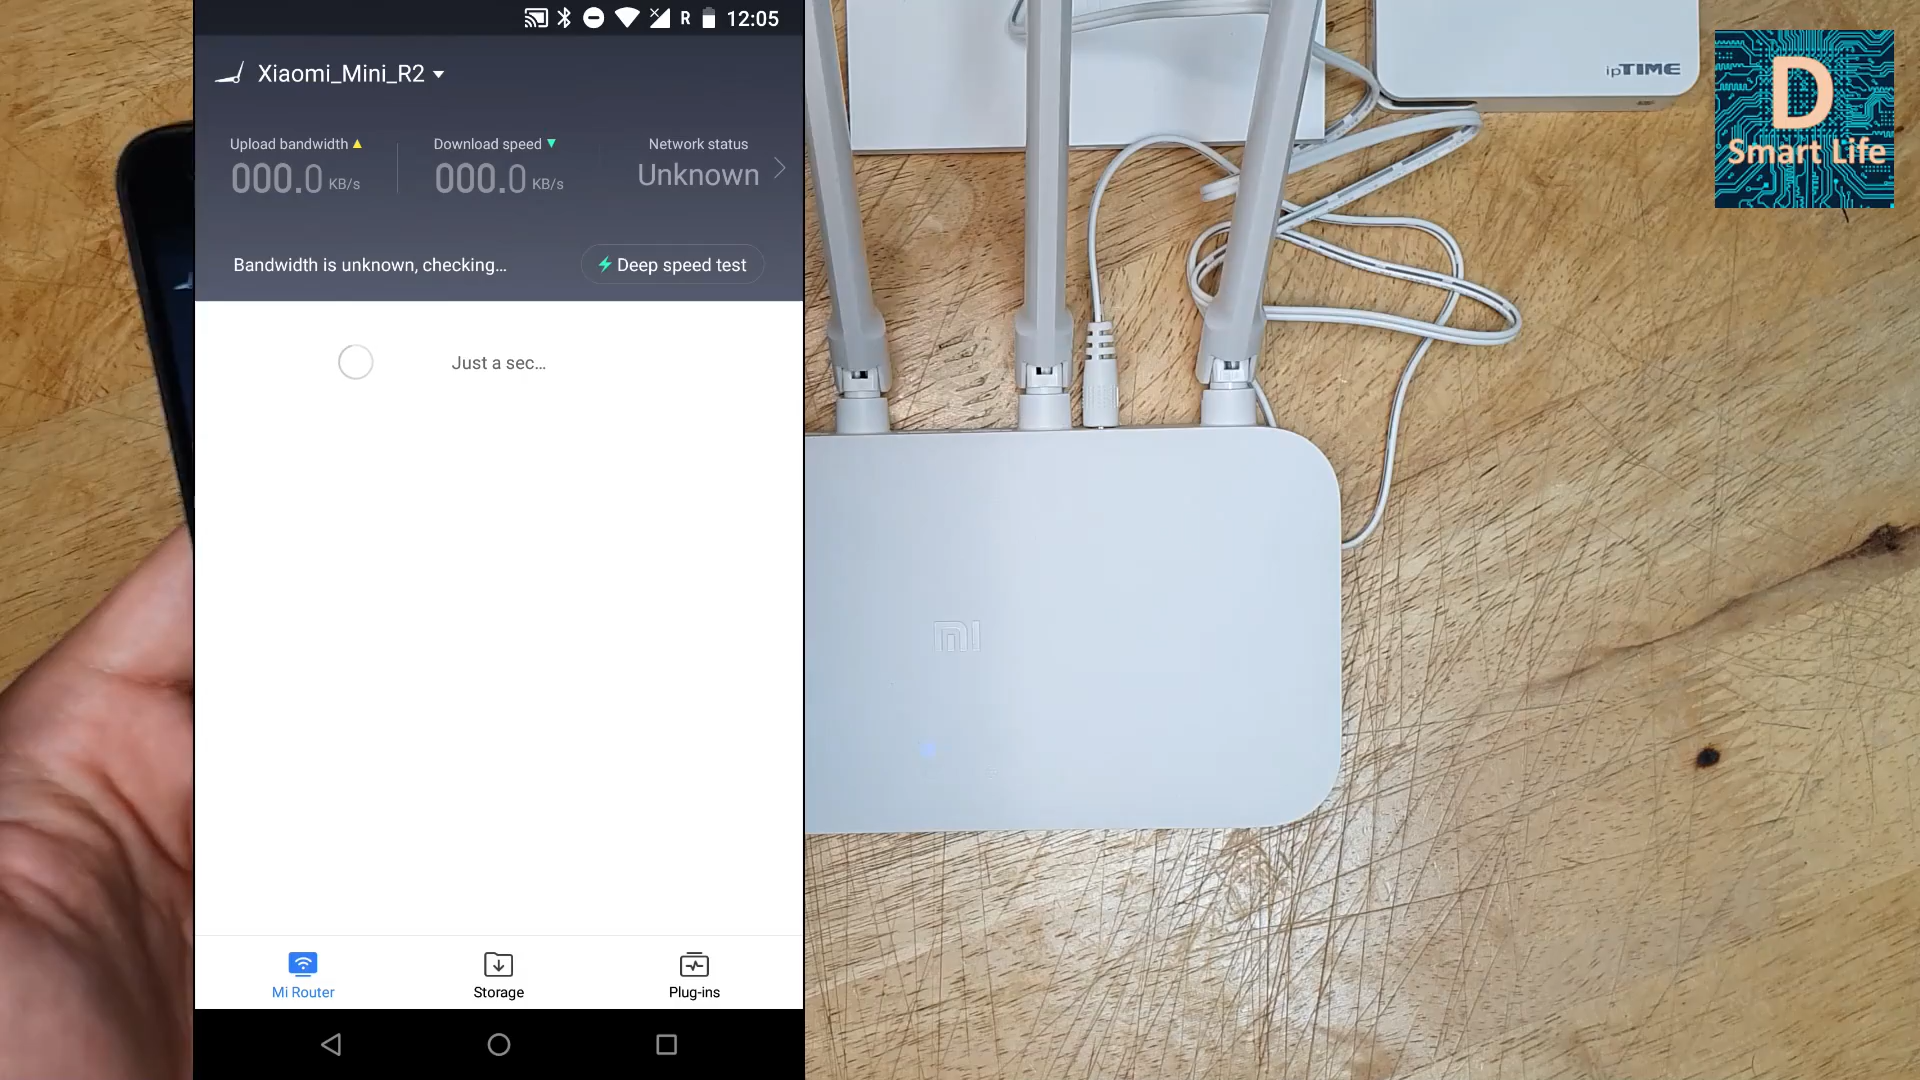 R 12:05
Xiaomi_Mini_R2
Upload bandwidth Download speed Network status
000.0 KB/s 000.0 KB/s Unknown
Bandwidth is unknown, checking...
Deep speed test
Just a sec...
Mi Router Storage Plug-ins
ipTIME
D
Smart Life
mi